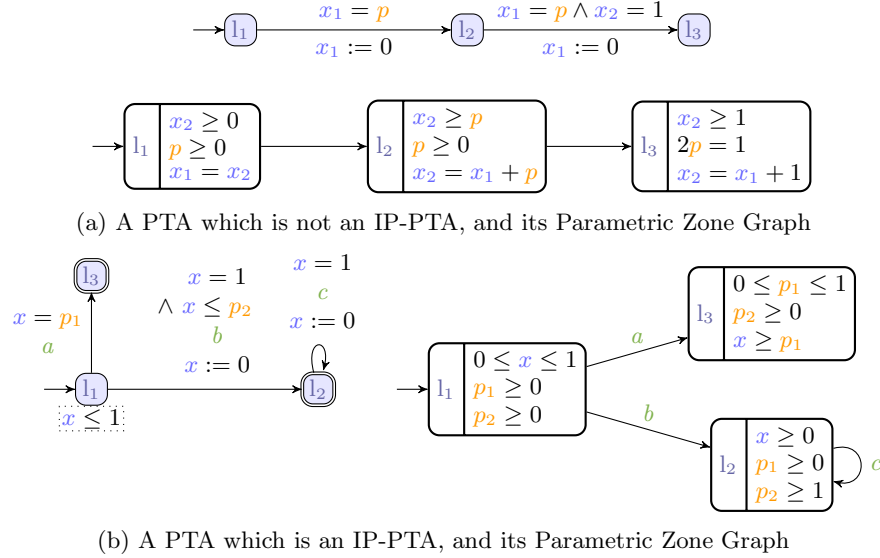 x₁ = p
x₁ = p ∧ x₂ = 1
l₁
l₂
l₃
x₁ := 0
x₁ := 0
l₁
x₂ ≥ 0
p ≥ 0
x₁ = x₂
l₂
x₂ ≥ p
p ≥ 0
x₂ = x₁ + p
l₃
x₂ ≥ 1
2p = 1
x₂ = x₁ + 1
(a) A PTA which is not an IP-PTA, and its Parametric Zone Graph
l₃
x = p₁
a
x = 1
∧ x ≤ p₂
b
x := 0
x = 1
c
x := 0
l₁
x ≤ 1
l₂
l₁
0 ≤ x ≤ 1
p₁ ≥ 0
p₂ ≥ 0
a
l₃
0 ≤ p₁ ≤ 1
p₂ ≥ 0
x ≥ p₁
b
l₂
x ≥ 0
p₁ ≥ 0
p₂ ≥ 1
c
(b) A PTA which is an IP-PTA, and its Parametric Zone Graph